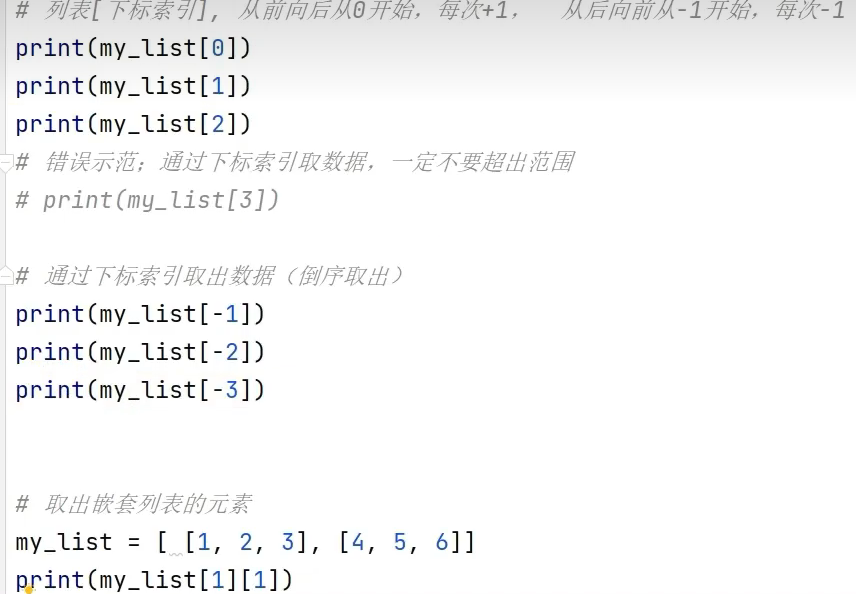 # 列表[下标索引], 从前向后从0开始，每次+1， 从后向前从-1开始，每次-1
print(my_list[0])
print(my_list[1])
print(my_list[2])
# 错误示范；通过下标索引取数据，一定不要超出范围
# print(my_list[3])
# 通过下标索引取出数据（倒序取出）
print(my_list[-1])
print(my_list[-2])
print(my_list[-3])
# 取出嵌套列表的元素
my_list = [ [1, 2, 3], [4, 5, 6]]
print(my_list[1][1])